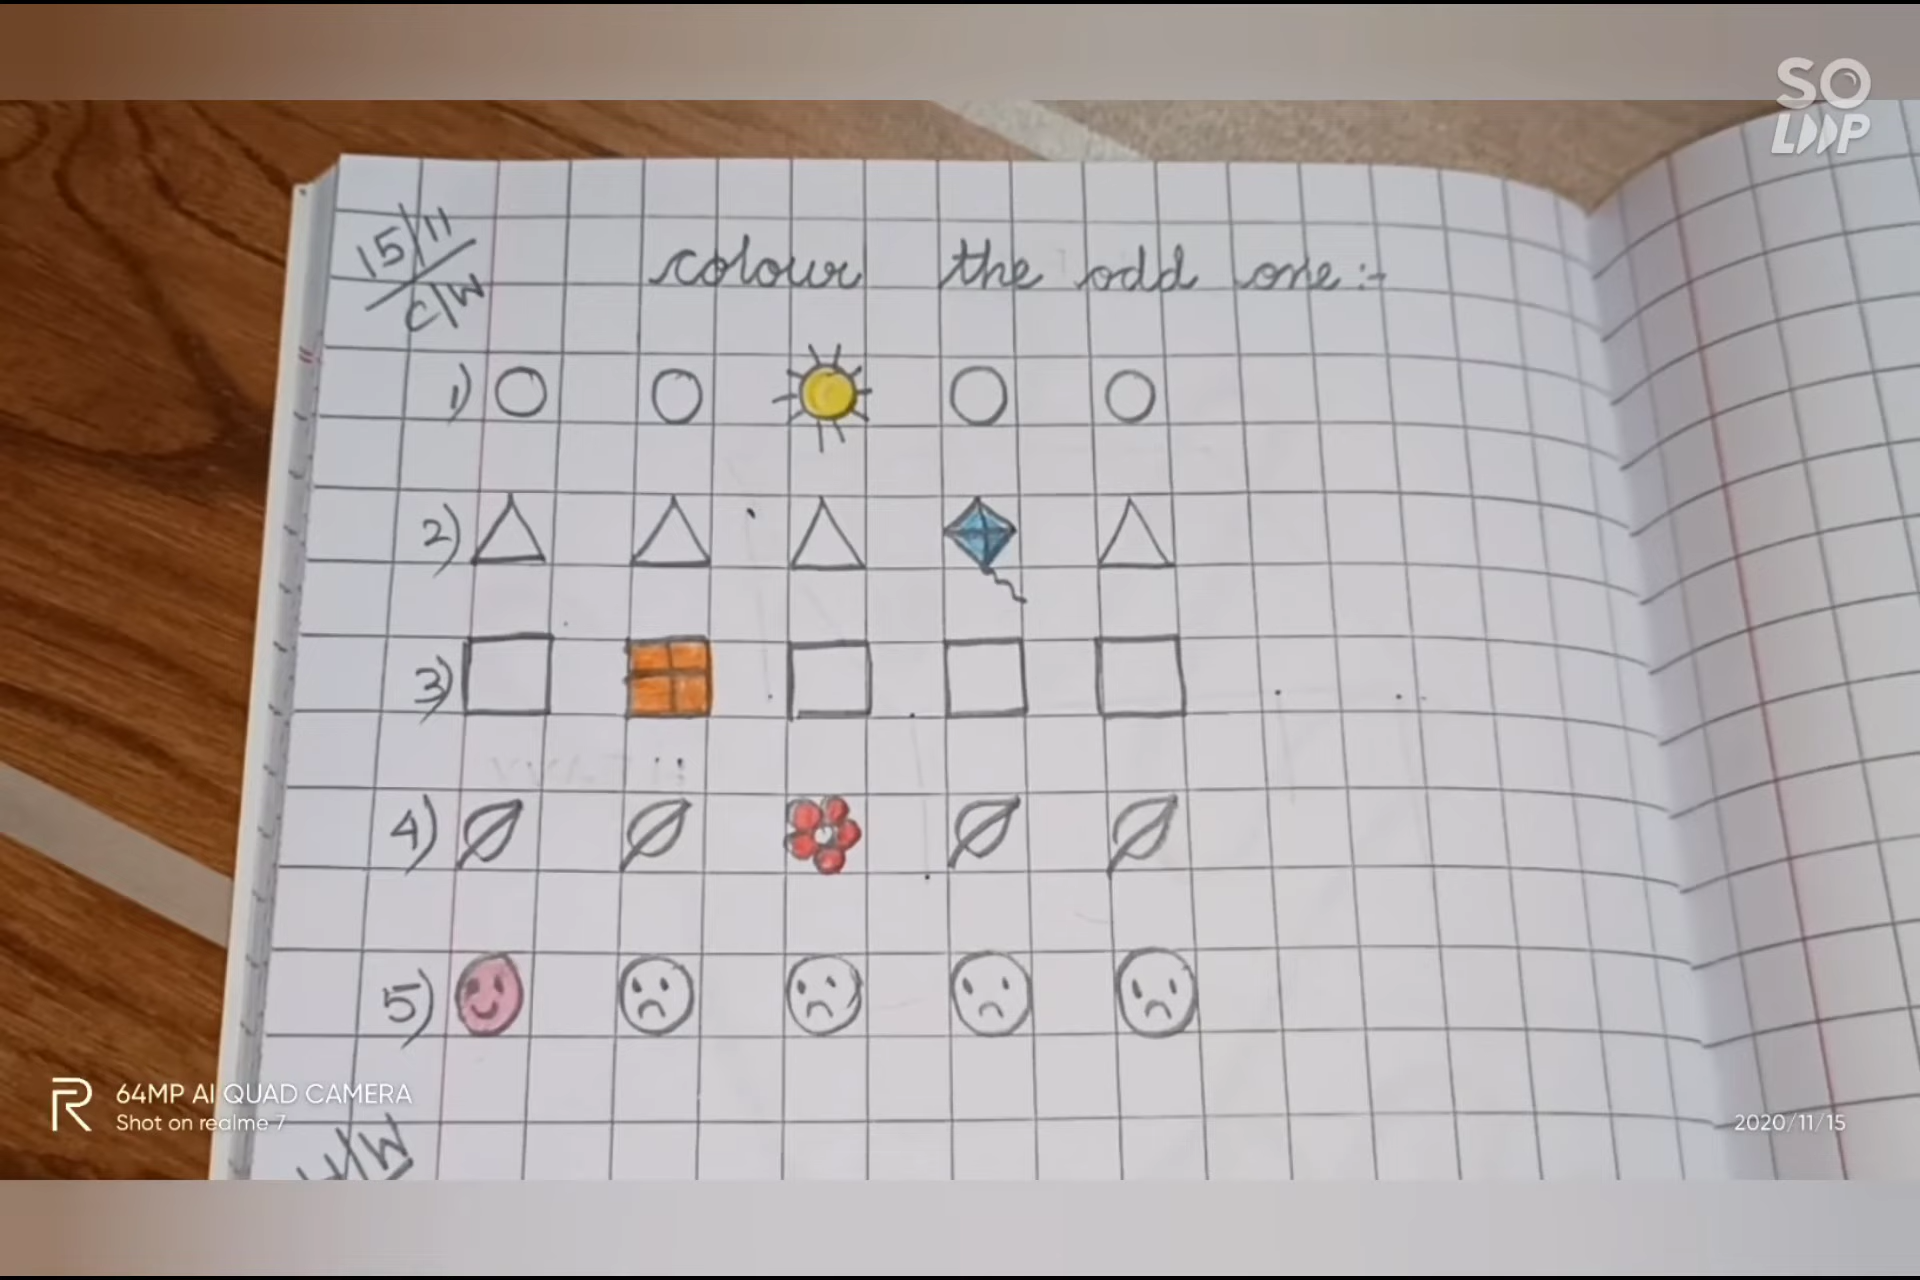 SO
LOOP
15/11
C/W
colour the odd one:-
1)
2)
3)
4)
5)
64MP AI QUAD CAMERA
Shot on realme 7
2020/11/15
H/W